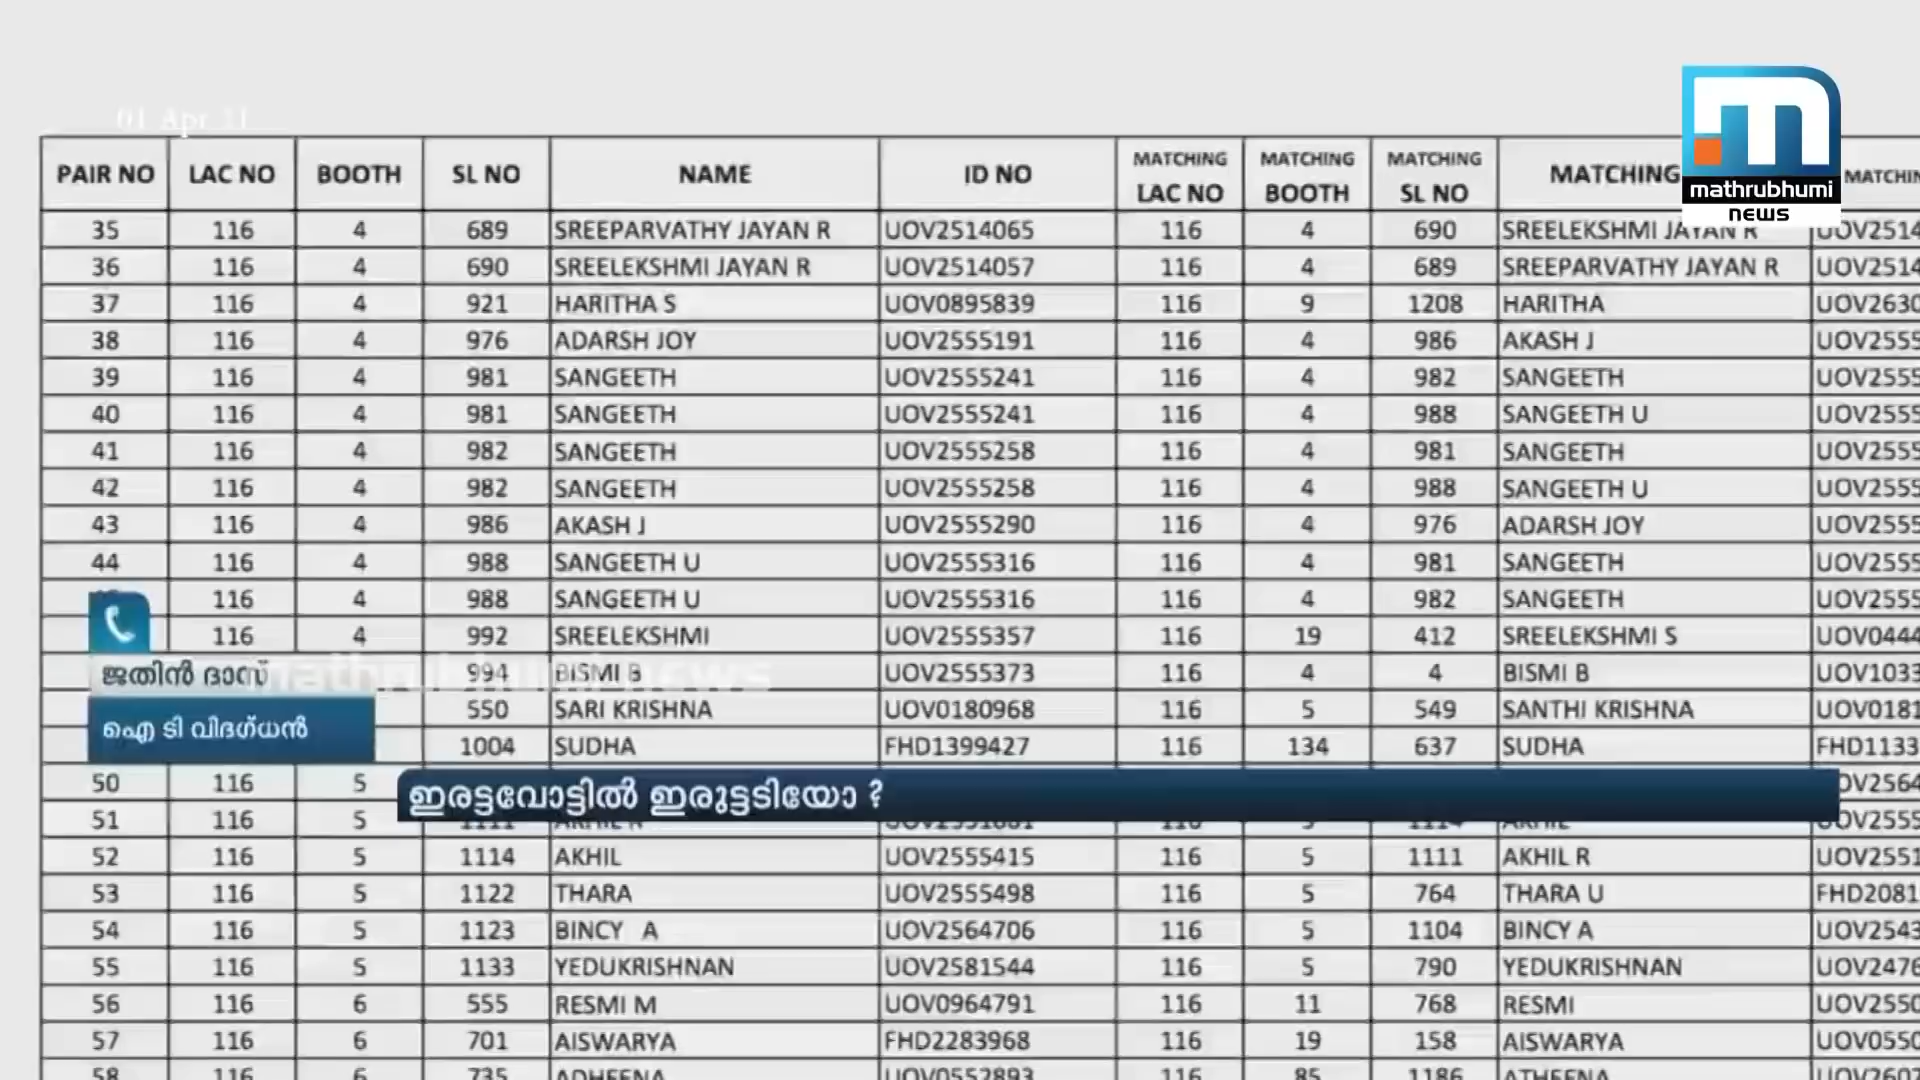 01 Apr 11
mathrubhumi
news
PAIR NO LAC NO BOOTH SL NO NAME ID NO MATCHING LAC NO MATCHING BOOTH MATCHING SL NO MATCHING
35 116 4 689 SREEPARVATHY JAYAN R UOV2514065 116 4 690 SREELEKSHMI JAYAN R UOV2514
36 116 4 690 SREELEKSHMI JAYAN R UOV2514057 116 4 689 SREEPARVATHY JAYAN R UOV2514
37 116 4 921 HARITHA S UOV0895839 116 9 1208 HARITHA UOV2630
38 116 4 976 ADARSH JOY UOV2555191 116 4 986 AKASH J UOV2555
39 116 4 981 SANGEETH UOV2555241 116 4 982 SANGEETH UOV2555
40 116 4 981 SANGEETH UOV2555241 116 4 988 SANGEETH U UOV2555
41 116 4 982 SANGEETH UOV2555258 116 4 981 SANGEETH UOV2555
42 116 4 982 SANGEETH UOV2555258 116 4 988 SANGEETH U UOV2555
43 116 4 986 AKASH J UOV2555290 116 4 976 ADARSH JOY UOV2555
44 116 4 988 SANGEETH U UOV2555316 116 4 981 SANGEETH UOV2555
116 4 988 SANGEETH U UOV2555316 116 4 982 SANGEETH UOV2555
116 4 992 SREELEKSHMI UOV2555357 116 19 412 SREELEKSHMI S UOV0444
ജതിൻ ദാസ് mathrubhumi news
994 BISMI B UOV2555373 116 4 4 BISMI B UOV1033
ഐ ടി വിദഗ്ധൻ
550 SARI KRISHNA UOV0180968 116 5 549 SANTHI KRISHNA UOV0181
1004 SUDHA FHD1399427 116 134 637 SUDHA FHD1133
50 116 5 OV2564
ഇരട്ടവോട്ടിൽ ഇരുട്ടടിയോ ?
51 116 5 1111 AKHIL R 116 5 1114 AKHIL UOV2555
52 116 5 1114 AKHIL UOV2555415 116 5 1111 AKHIL R UOV2551
53 116 5 1122 THARA UOV2555498 116 5 764 THARA U FHD2081
54 116 5 1123 BINCY A UOV2564706 116 5 1104 BINCY A UOV2543
55 116 5 1133 YEDUKRISHNAN UOV2581544 116 5 790 YEDUKRISHNAN UOV2476
56 116 6 555 RESMI M UOV0964791 116 11 768 RESMI UOV2550
57 116 6 701 AISWARYA FHD2283968 116 19 158 AISWARYA UOV0550
58 116 6 735 ADHEENA UOV0552893 116 85 1186 ATHEENA UOV2607